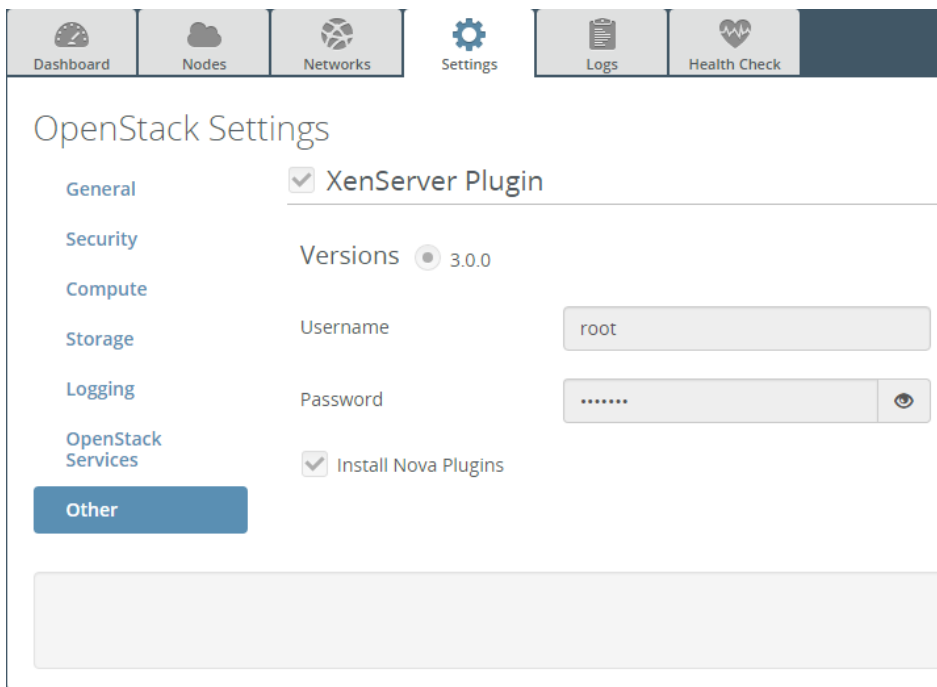 Dashboard Nodes Networks Settings Logs Health Check
OpenStack Settings
General
Security
Compute
Storage
Logging
OpenStack
Services
Other
XenServer Plugin
Versions 3.0.0
Username root
Password •••••••
Install Nova Plugins